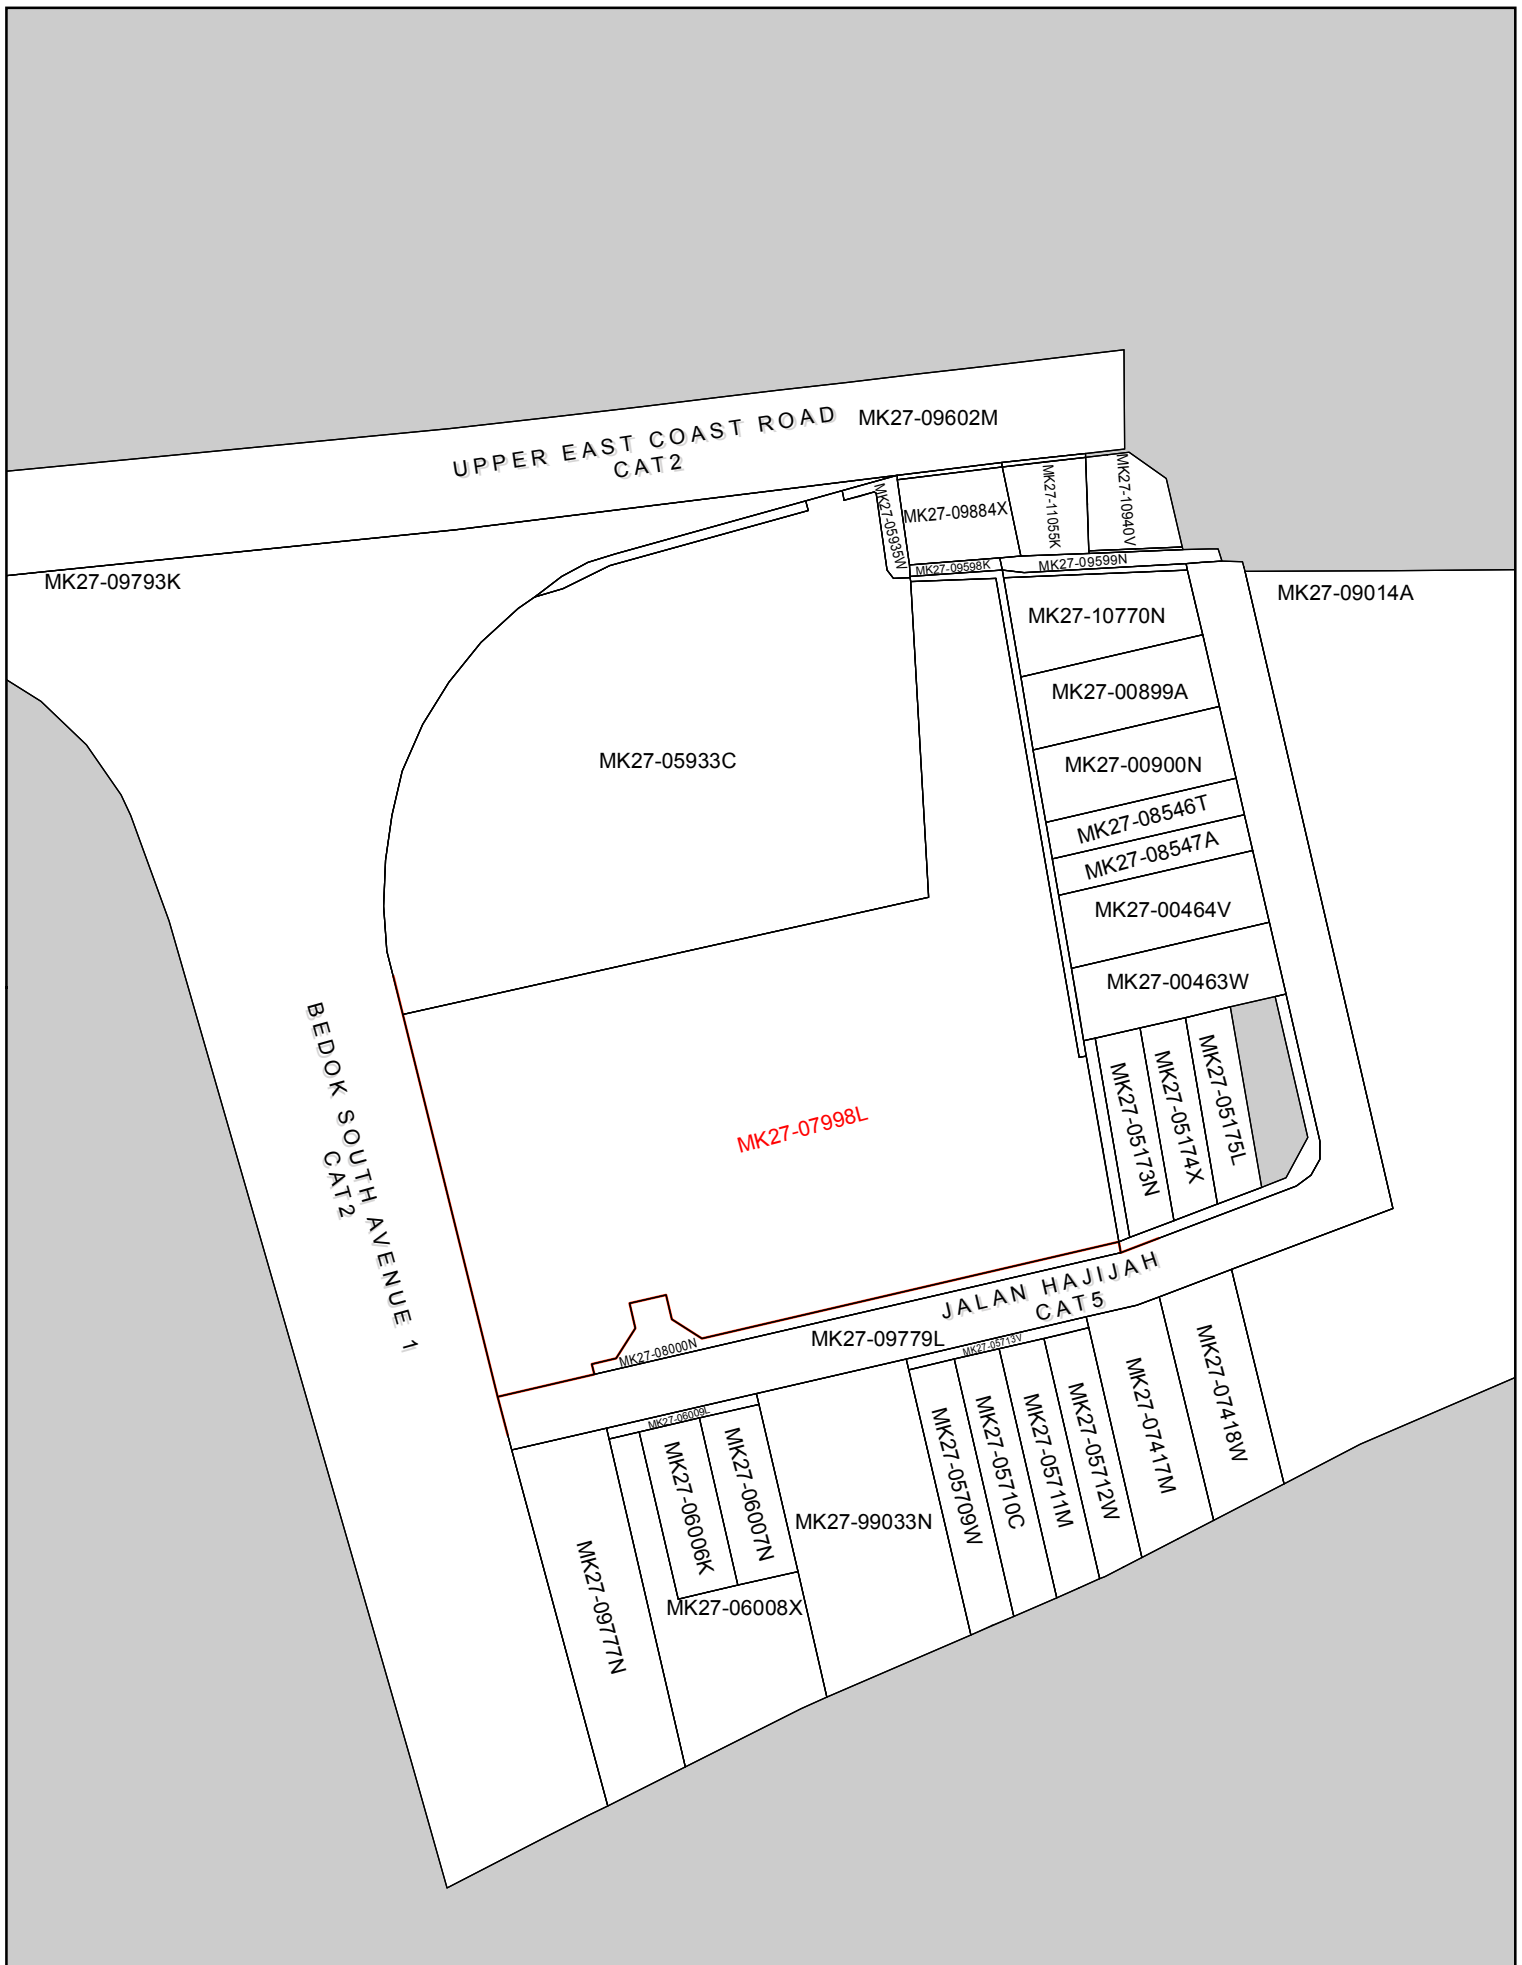 UPPER EAST COAST ROAD
CAT2
MK27-09602M
MK27-05935W
MK27-09884X
MK27-11055K
MK27-10940V
MK27-09598K
MK27-09599N
MK27-09793K
MK27-09014A
MK27-10770N
MK27-00899A
MK27-05933C
MK27-00900N
MK27-08546T
MK27-08547A
MK27-00464V
MK27-00463W
BEDOK SOUTH AVENUE 1
CAT2
MK27-07998L
MK27-05173N
MK27-05174X
MK27-05175L
JALAN HAJIJAH
CAT5
MK27-08000N
MK27-09779L
MK27-05713V
MK27-06009L
MK27-09777N
MK27-06006K
MK27-06007N
MK27-06008X
MK27-99033N
MK27-05709W
MK27-05710C
MK27-05711M
MK27-05712W
MK27-07417M
MK27-07418W